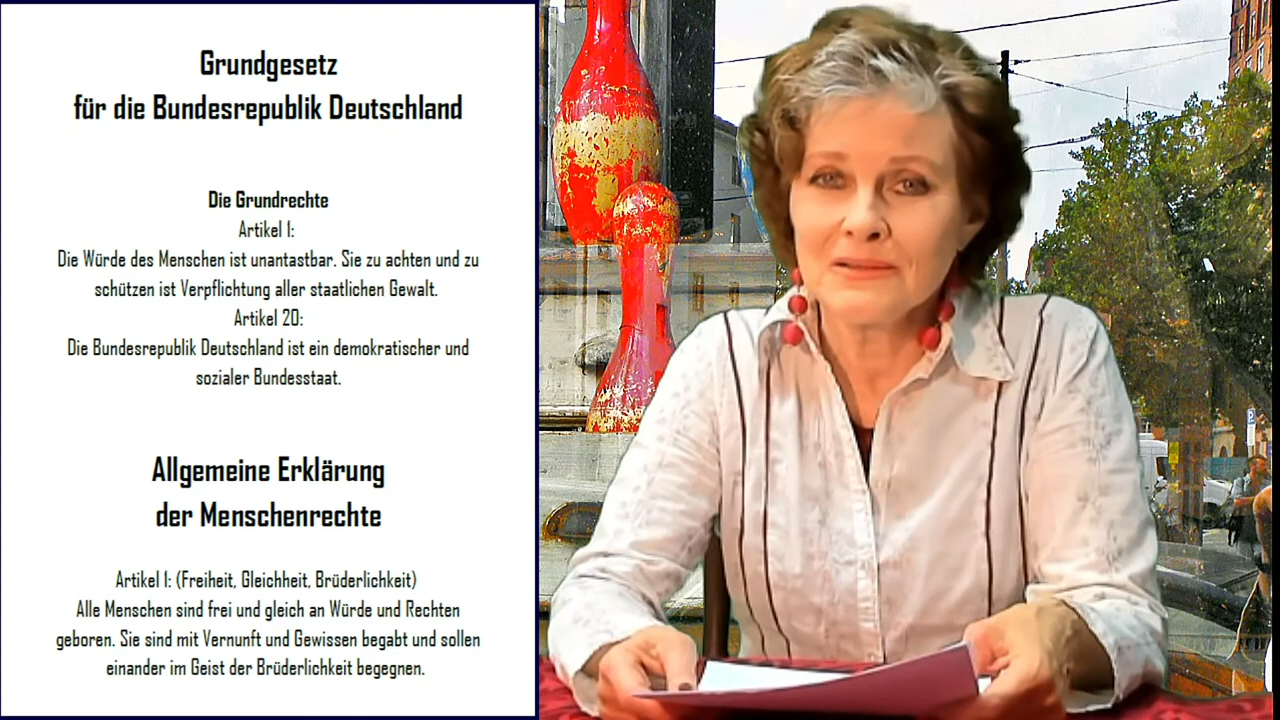 Grundgesetz
für die Bundesrepublik Deutschland
Die Grundrechte
Artikel 1:
Die Würde des Menschen ist unantastbar. Sie zu achten und zu
schützen ist Verpflichtung aller staatlichen Gewalt.
Artikel 20:
Die Bundesrepublik Deutschland ist ein demokratischer und
sozialer Bundesstaat.
Allgemeine Erklärung
der Menschenrechte
Artikel 1: (Freiheit, Gleichheit, Brüderlichkeit)
Alle Menschen sind frei und gleich an Würde und Rechten
geboren. Sie sind mit Vernunft und Gewissen begabt und sollen
einander im Geist der Brüderlichkeit begegnen.